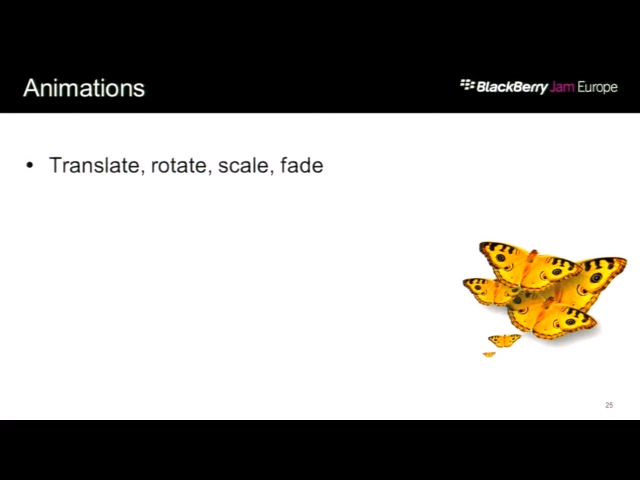 Animations
BlackBerry Jam Europe
• Translate, rotate, scale, fade
25